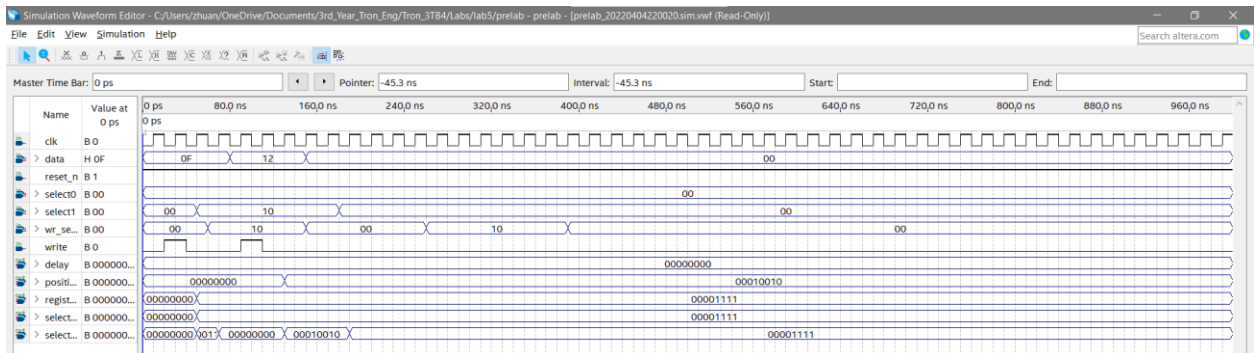 Simulation Waveform Editor - C:/Users/zhuan/OneDrive/Documents/3rd_Year_Tron_Eng/Tron_3TB4/Labs/lab5/prelab - prelab - [prelab_20220404220020.sim.vwf (Read-Only)]
File Edit View Simulation Help
Search altera.com
Master Time Bar: 0 ps Pointer: -45.3 ns Interval: -45.3 ns Start: End:
Name Value at 0 ps 0 ps 80.0 ns 160.0 ns 240.0 ns 320.0 ns 400.0 ns 480.0 ns 560.0 ns 640.0 ns 720.0 ns 800.0 ns 880.0 ns 960.0 ns
0 ps
clk B 0
> data H 0F 0F 12 00
reset_n B 1
> select0 B 00 00
> select1 B 00 00 10 00
> wr_se... B 00 00 10 00 10 00
write B 0
> delay B 000000... 00000000
> positi... B 000000... 00000000 00010010
> regist... B 000000... 00000000 00001111
> select... B 000000... 00000000 00001111
> select... B 000000... 00000000 00000000 00010010 00001111